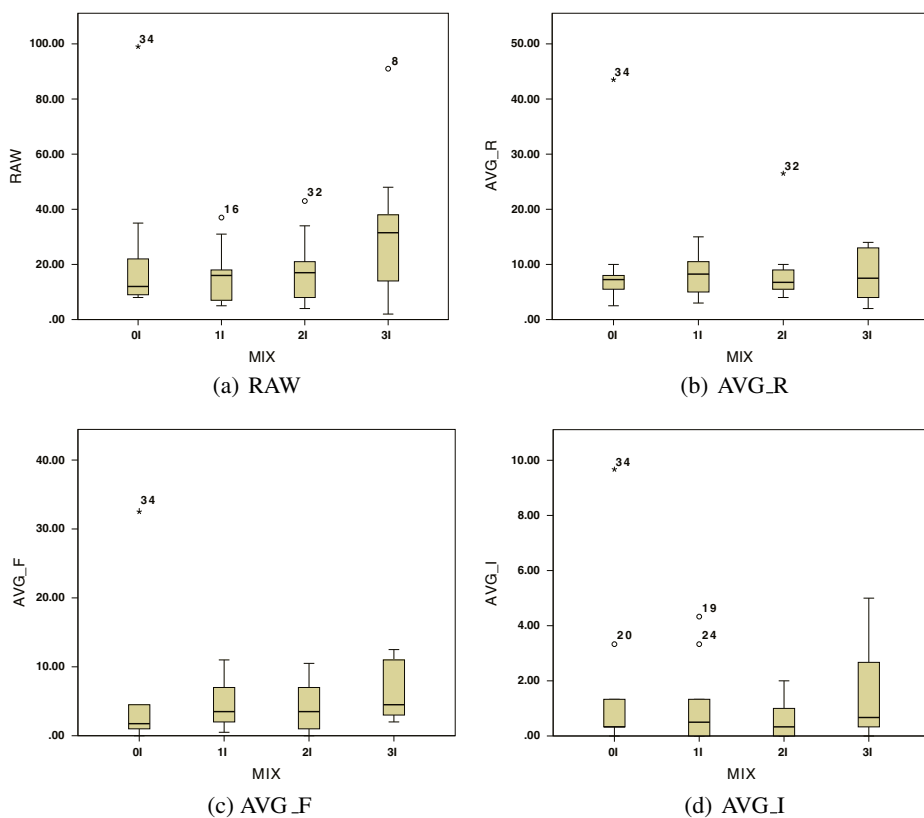 34
8
16
32
100.00
80.00
60.00
40.00
20.00
.00
RAW
0I 1I 2I 3I
MIX
(a) RAW
34
32
50.00
40.00
30.00
20.00
10.00
.00
AVG_R
0I 1I 2I 3I
MIX
(b) AVG_R
34
40.00
30.00
20.00
10.00
.00
AVG_F
0I 1I 2I 3I
MIX
(c) AVG_F
34
20
19
24
10.00
8.00
6.00
4.00
2.00
.00
AVG_I
0I 1I 2I 3I
MIX
(d) AVG_I